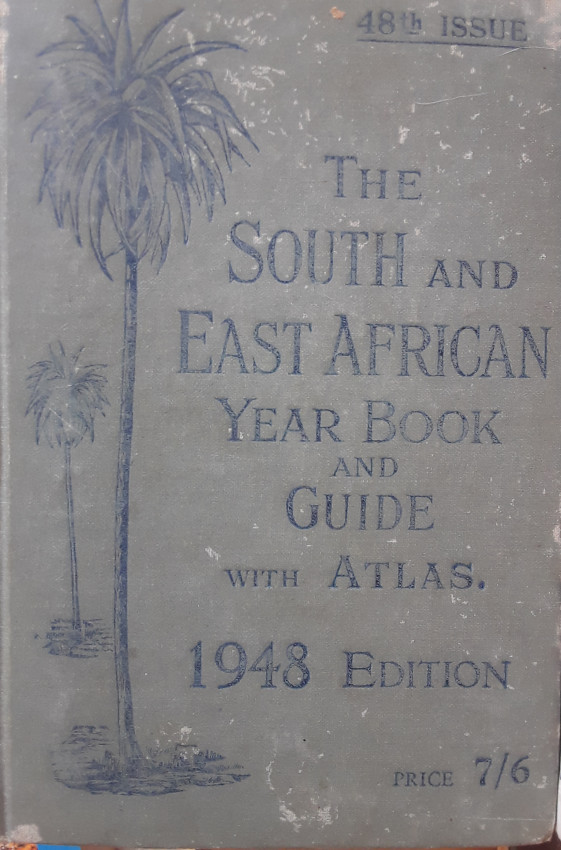 48th ISSUE
THE
SOUTH AND
EAST AFRICAN
YEAR BOOK
AND
GUIDE
WITH ATLAS.
1948 EDITION
PRICE 7/6